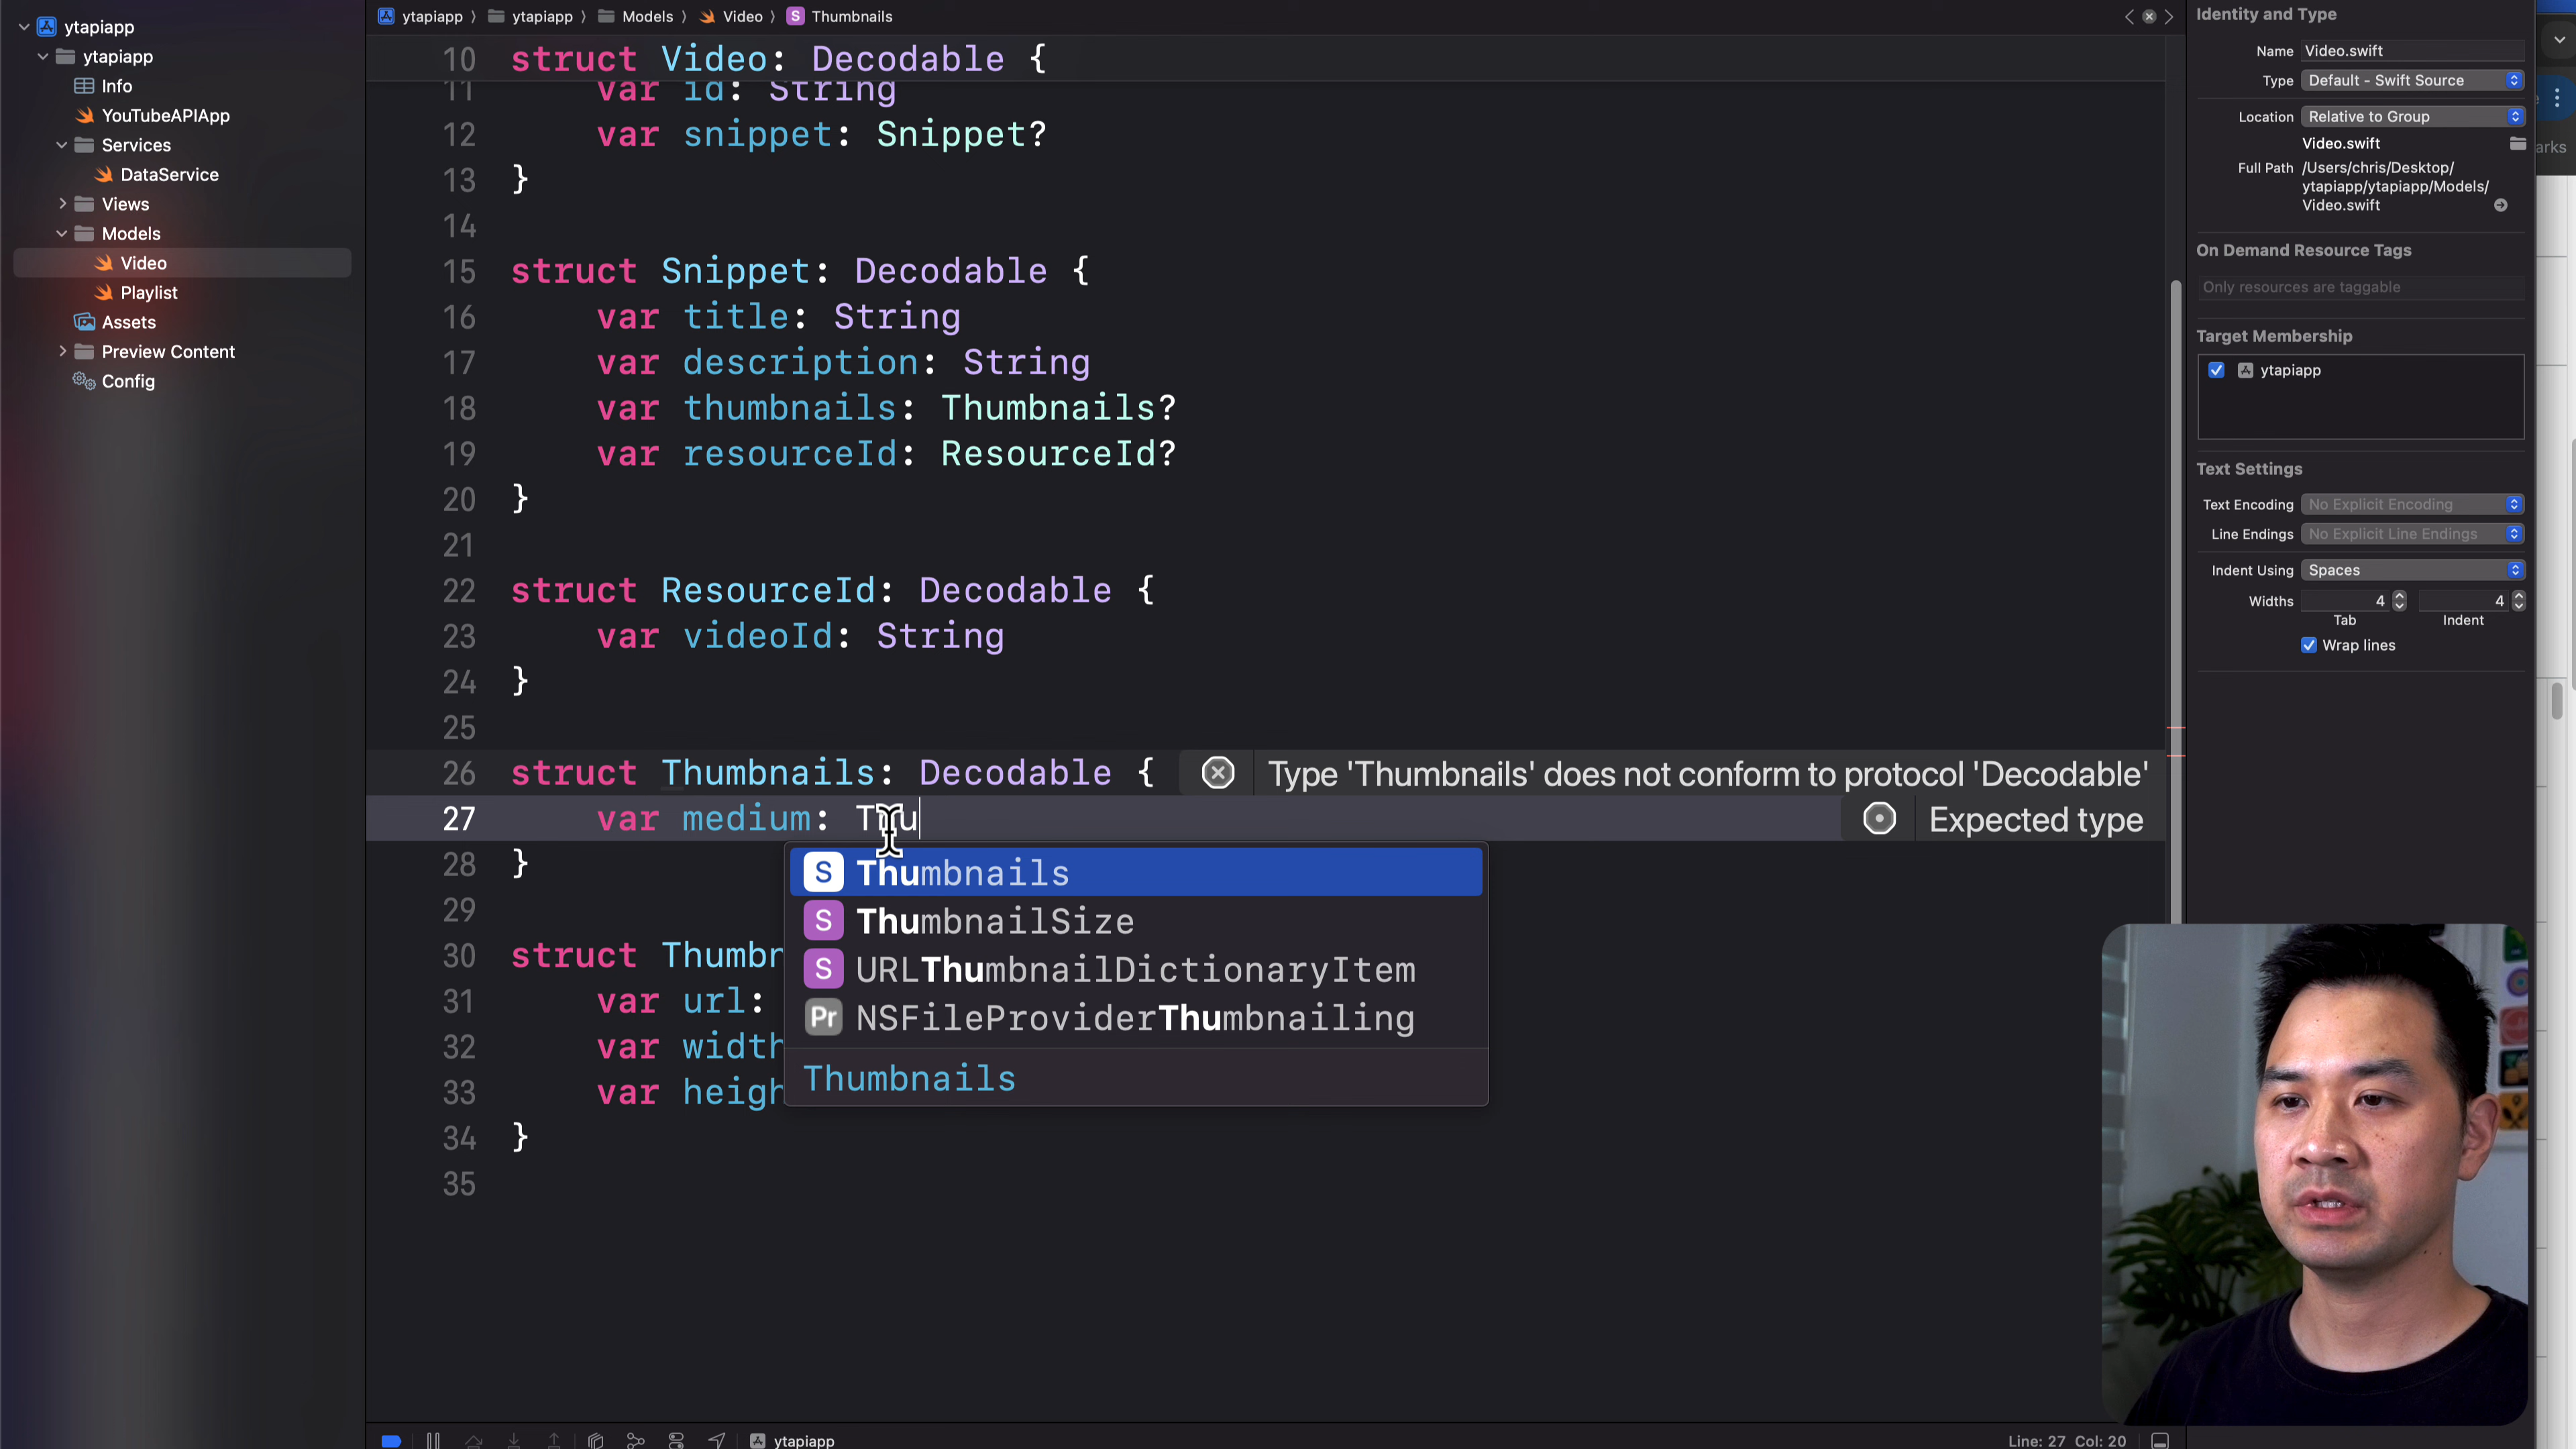 ytapiapp
ytapiapp
Info
YouTubeAPIApp
Services
DataService
Views
Models
Video
Playlist
Assets
Preview Content
Config
ytapiapp 〉 ytapiapp 〉 Models 〉 Video 〉 S Thumbnails
10 struct Video: Decodable {
11 var id: String
12 var snippet: Snippet?
13 }
14
15 struct Snippet: Decodable {
16 var title: String
17 var description: String
18 var thumbnails: Thumbnails?
19 var resourceId: ResourceId?
20 }
21
22 struct ResourceId: Decodable {
23 var videoId: String
24 }
25
26 struct Thumbnails: Decodable { Type 'Thumbnails' does not conform to protocol 'Decodable'
27 var medium: Thu Expected type
28 }
29
30 struct Thumbn
31 var url:
32 var width
33 var heigh
34 }
35
S Thumbnails
S ThumbnailSize
S URLThumbnailDictionaryItem
Pr NSFileProviderThumbnailing
Thumbnails
ytapiapp
Line: 27 Col: 20
Identity and Type
Name Video.swift
Type Default - Swift Source
Location Relative to Group
Video.swift
Full Path /Users/chris/Desktop/
ytapiapp/ytapiapp/Models/
Video.swift
On Demand Resource Tags
Only resources are taggable
Target Membership
ytapiapp
Text Settings
Text Encoding No Explicit Encoding
Line Endings No Explicit Line Endings
Indent Using Spaces
Widths 4 4
Tab Indent
Wrap lines
arks